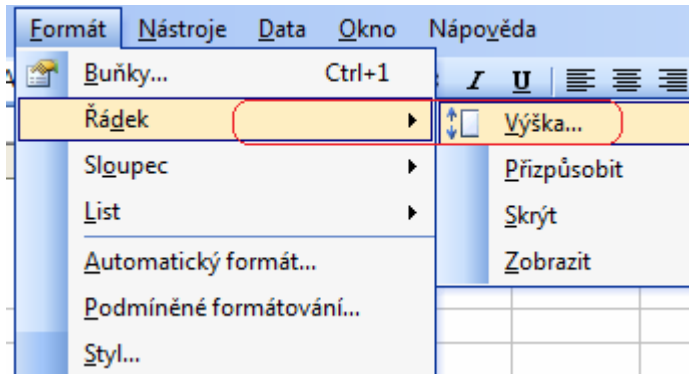 Formát Nástroje Data Okno Nápověda
Buňky... Ctrl+1
I U
Řádek
Výška...
Sloupec
Přizpůsobit
List
Skrýt
Automatický formát...
Zobrazit
Podmíněné formátování...
Styl...